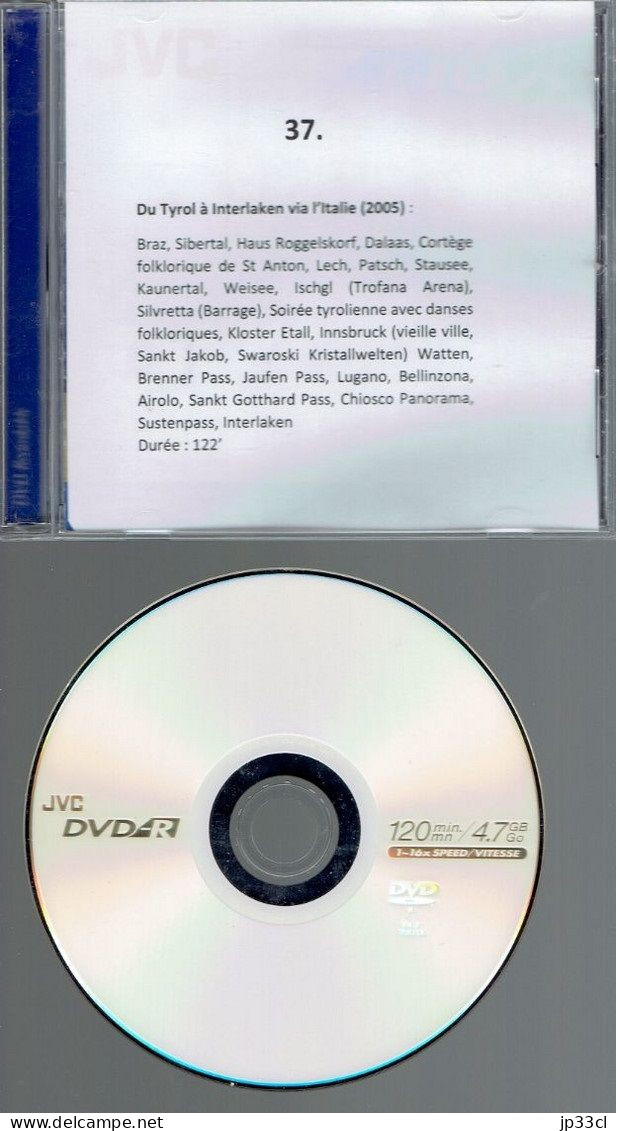 JVC
37.
Du Tyrol à Interlaken via l'Italie (2005) :
Braz, Sibertal, Haus Roggelskorf, Dalaas, Cortège
folklorique de St Anton, Lech, Patsch, Stausee,
Kaunertal, Weisee, Ischgl (Trofana Arena),
Silvretta (Barrage), Soirée tyrolienne avec danses
folkloriques, Kloster Etall, Innsbruck (vieille ville,
Sankt Jakob, Swaroski Kristallwelten) Watten,
Brenner Pass, Jaufen Pass, Lugano, Bellinzona,
Airolo, Sankt Gotthard Pass, Chiosco Panorama,
Sustenpass, Interlaken
Durée : 122'
JVC
DVD-R
120 min. mn / 4.7 GB Go
1-16x SPEED/VITESSE
DVD
R
delcampe.net
jp33cl